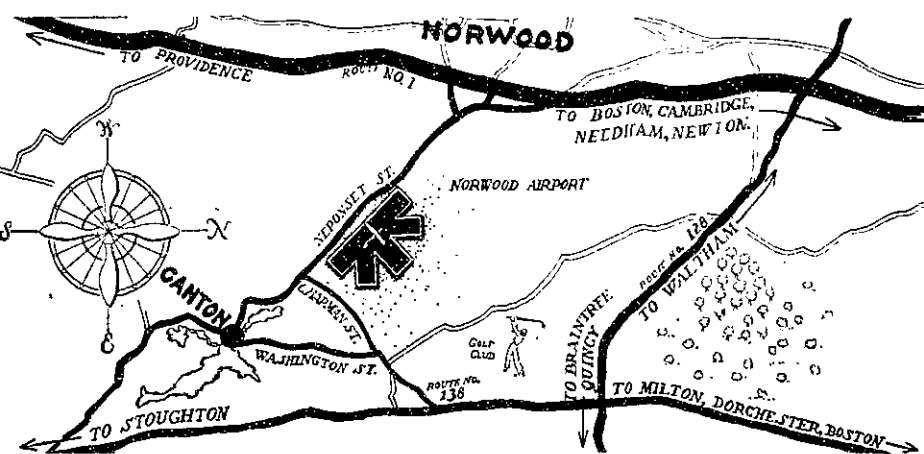 NORWOOD
TO PROVIDENCE
ROUTE NO. 1
TO BOSTON, CAMBRIDGE,
NEEDHAM, NEWTON.
W
S
N
E
NEPONSET ST.
NORWOOD AIRPORT
ROUTE NO. 128
TO WALTHAM
CANTON
CHAPMAN ST.
WASHINGTON ST.
GOLF
CLUB
TO BRAINTREE
QUINCY
ROUTE NO.
138
TO STOUGHTON
TO MILTON, DORCHESTER, BOSTON